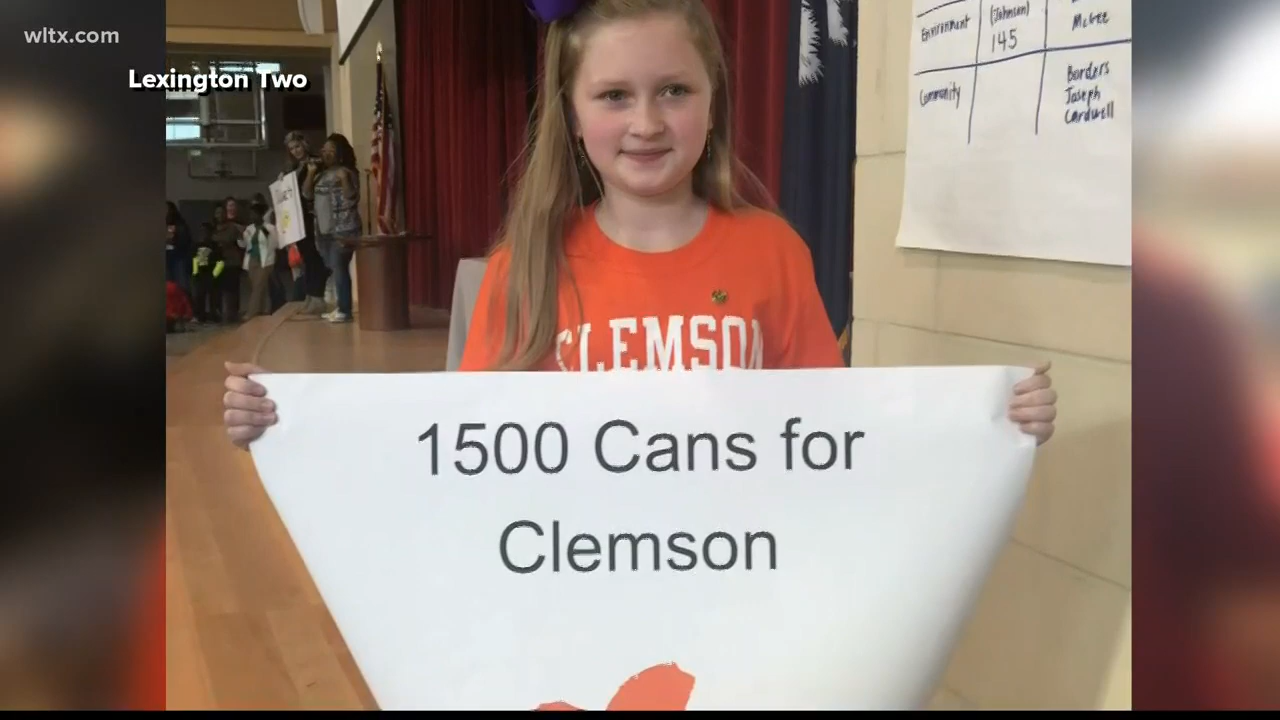 wltx.com
Lexington Two
Environment
(Johnson)
145
McGee
Community
Borders
Joseph
Cardwell
CLEMSON
1500 Cans for
Clemson